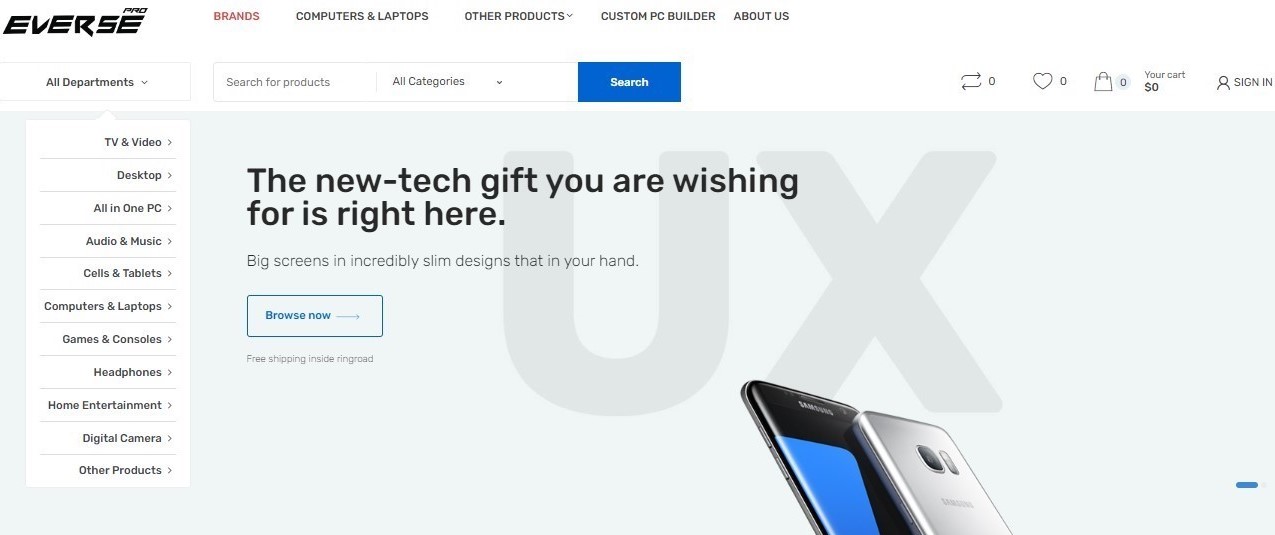 EVERSE PRO
BRANDS COMPUTERS & LAPTOPS OTHER PRODUCTS CUSTOM PC BUILDER ABOUT US
All Departments Search for products All Categories Search 0 0 0 Your cart $0 SIGN IN
TV & Video
Desktop
All in One PC
Audio & Music
Cells & Tablets
Computers & Laptops
Games & Consoles
Headphones
Home Entertainment
Digital Camera
Other Products
UX
The new-tech gift you are wishing
for is right here.
Big screens in incredibly slim designs that in your hand.
Browse now
Free shipping inside ringroad
SAMSUNG
SAMSUNG